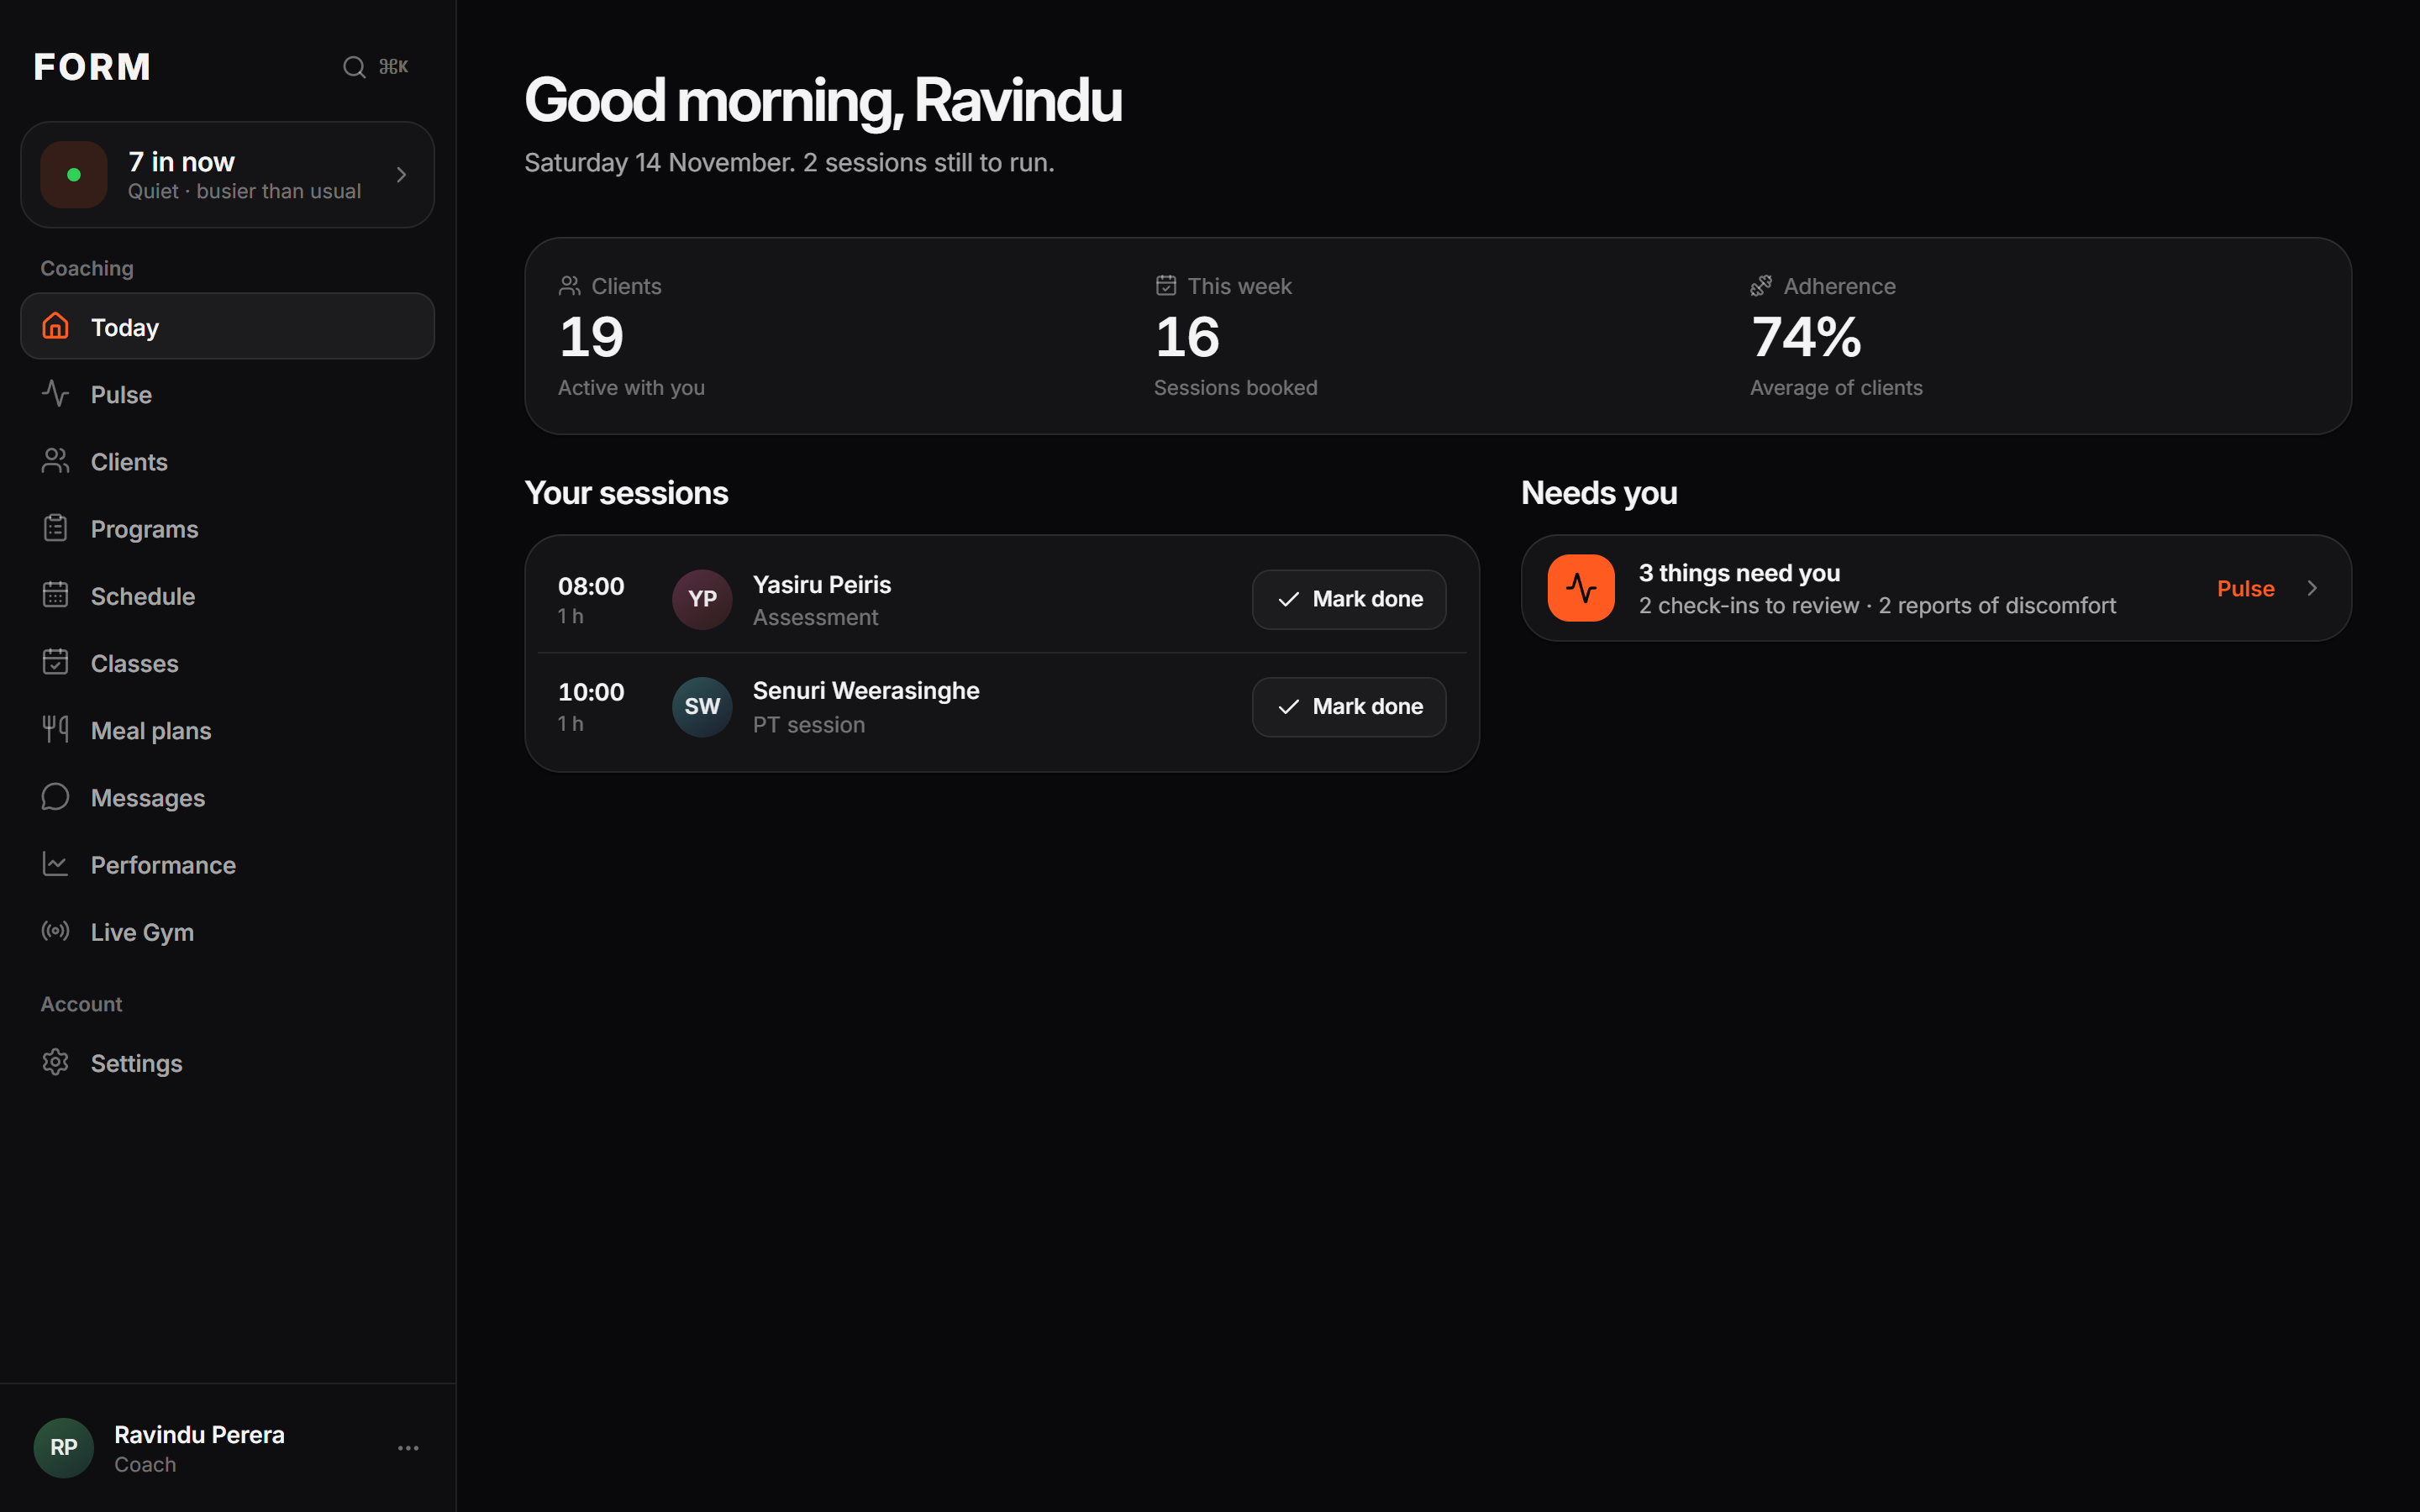 FORM
⌘K
7 in now
Quiet · busier than usual
Coaching
Today
Pulse
Clients
Programs
Schedule
Classes
Meal plans
Messages
Performance
Live Gym
Account
Settings
RP
Ravindu Perera
Coach
Good morning, Ravindu
Saturday 14 November. 2 sessions still to run.
Clients
19
Active with you
This week
16
Sessions booked
Adherence
74%
Average of clients
Your sessions
08:00
1 h
YP
Yasiru Peiris
Assessment
Mark done
10:00
1 h
SW
Senuri Weerasinghe
PT session
Mark done
Needs you
3 things need you
2 check-ins to review · 2 reports of discomfort
Pulse